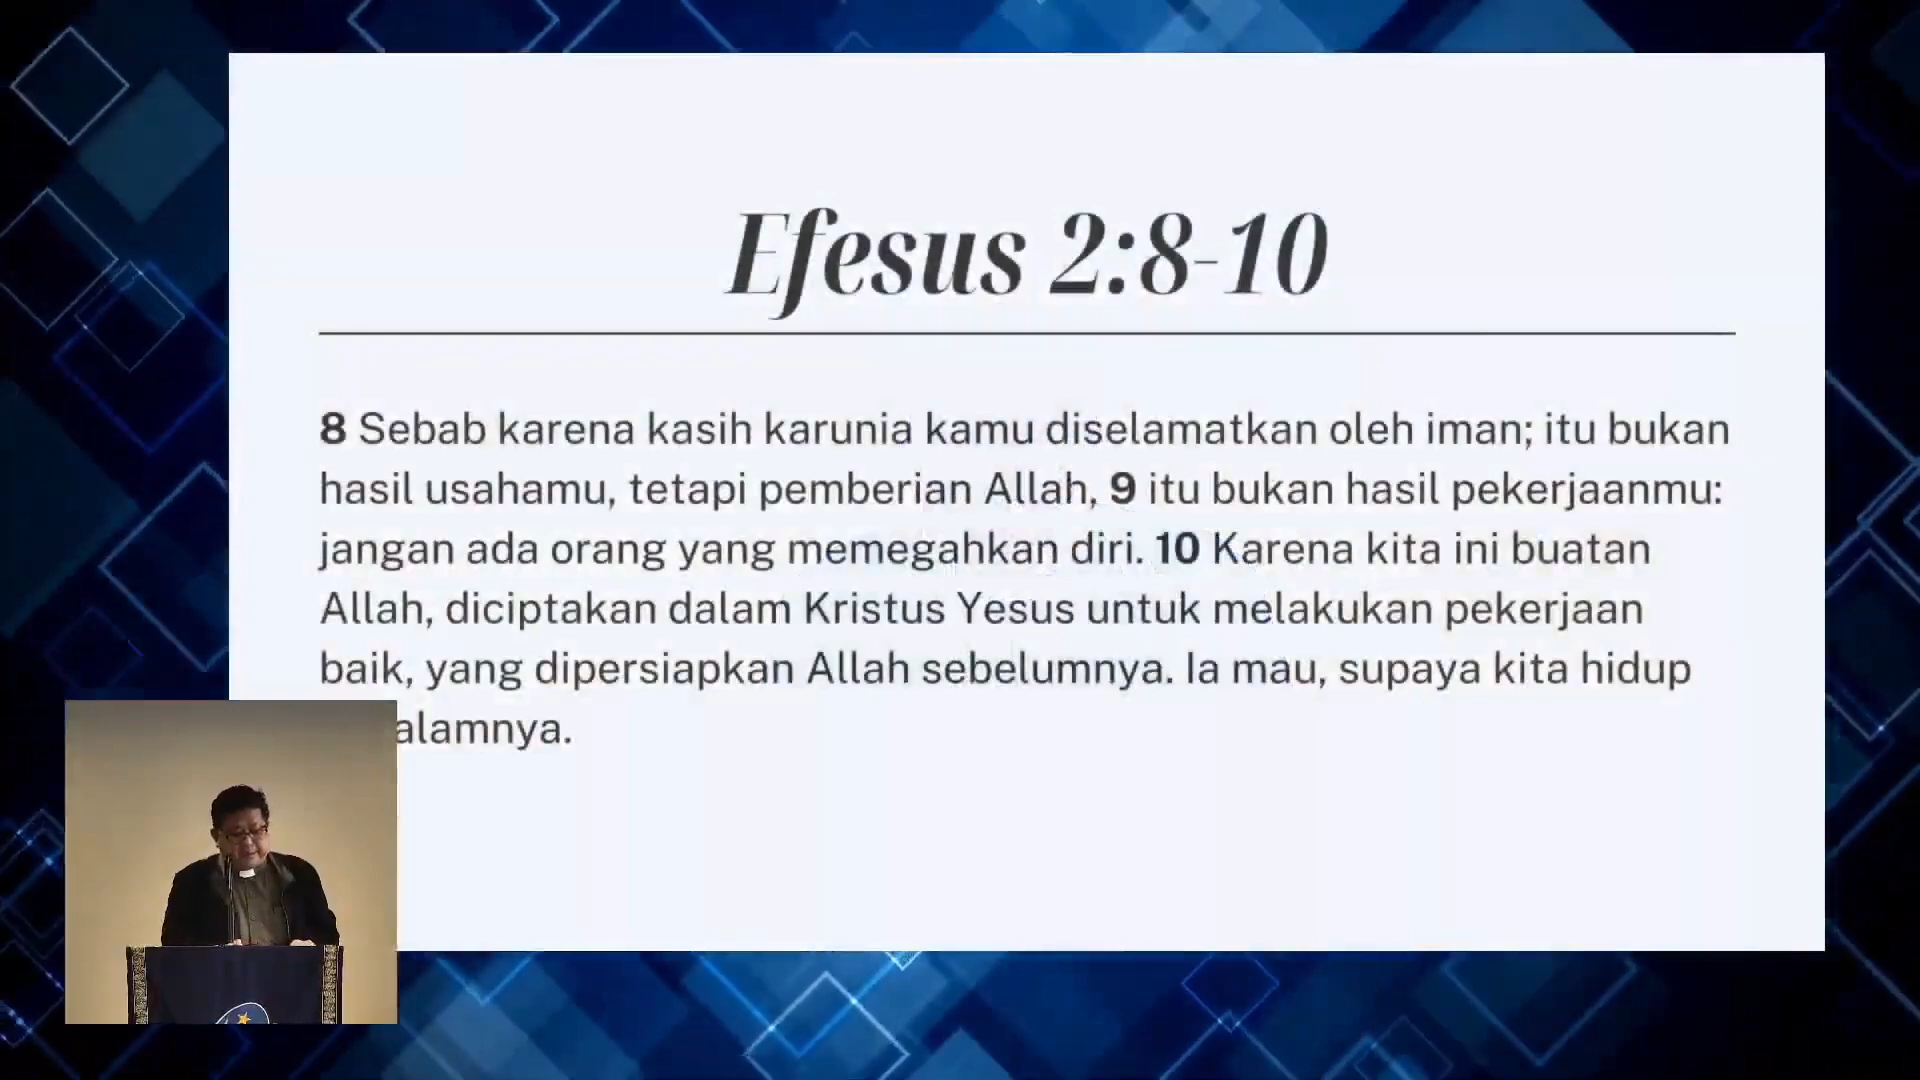 Efesus 2:8-10
8 Sebab karena kasih karunia kamu diselamatkan oleh iman; itu bukan
hasil usahamu, tetapi pemberian Allah, 9 itu bukan hasil pekerjaanmu:
jangan ada orang yang memegahkan diri. 10 Karena kita ini buatan
Allah, diciptakan dalam Kristus Yesus untuk melakukan pekerjaan
baik, yang dipersiapkan Allah sebelumnya. Ia mau, supaya kita hidup
alamnya.